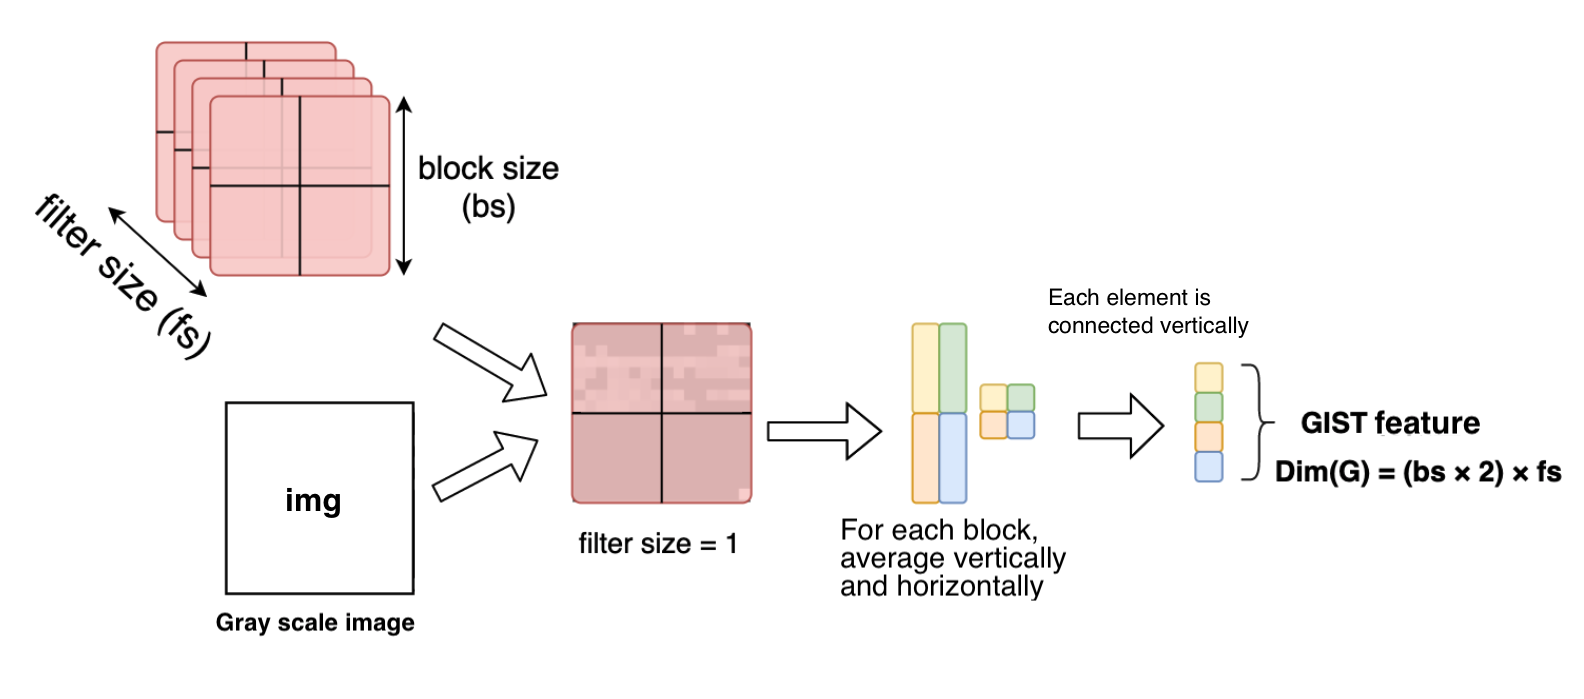 block size
(bs)
filter size (fs)
Each element is
connected vertically
img
GIST feature
Dim(G) = (bs × 2) × fs
filter size = 1
For each block,
average vertically
and horizontally
Gray scale image